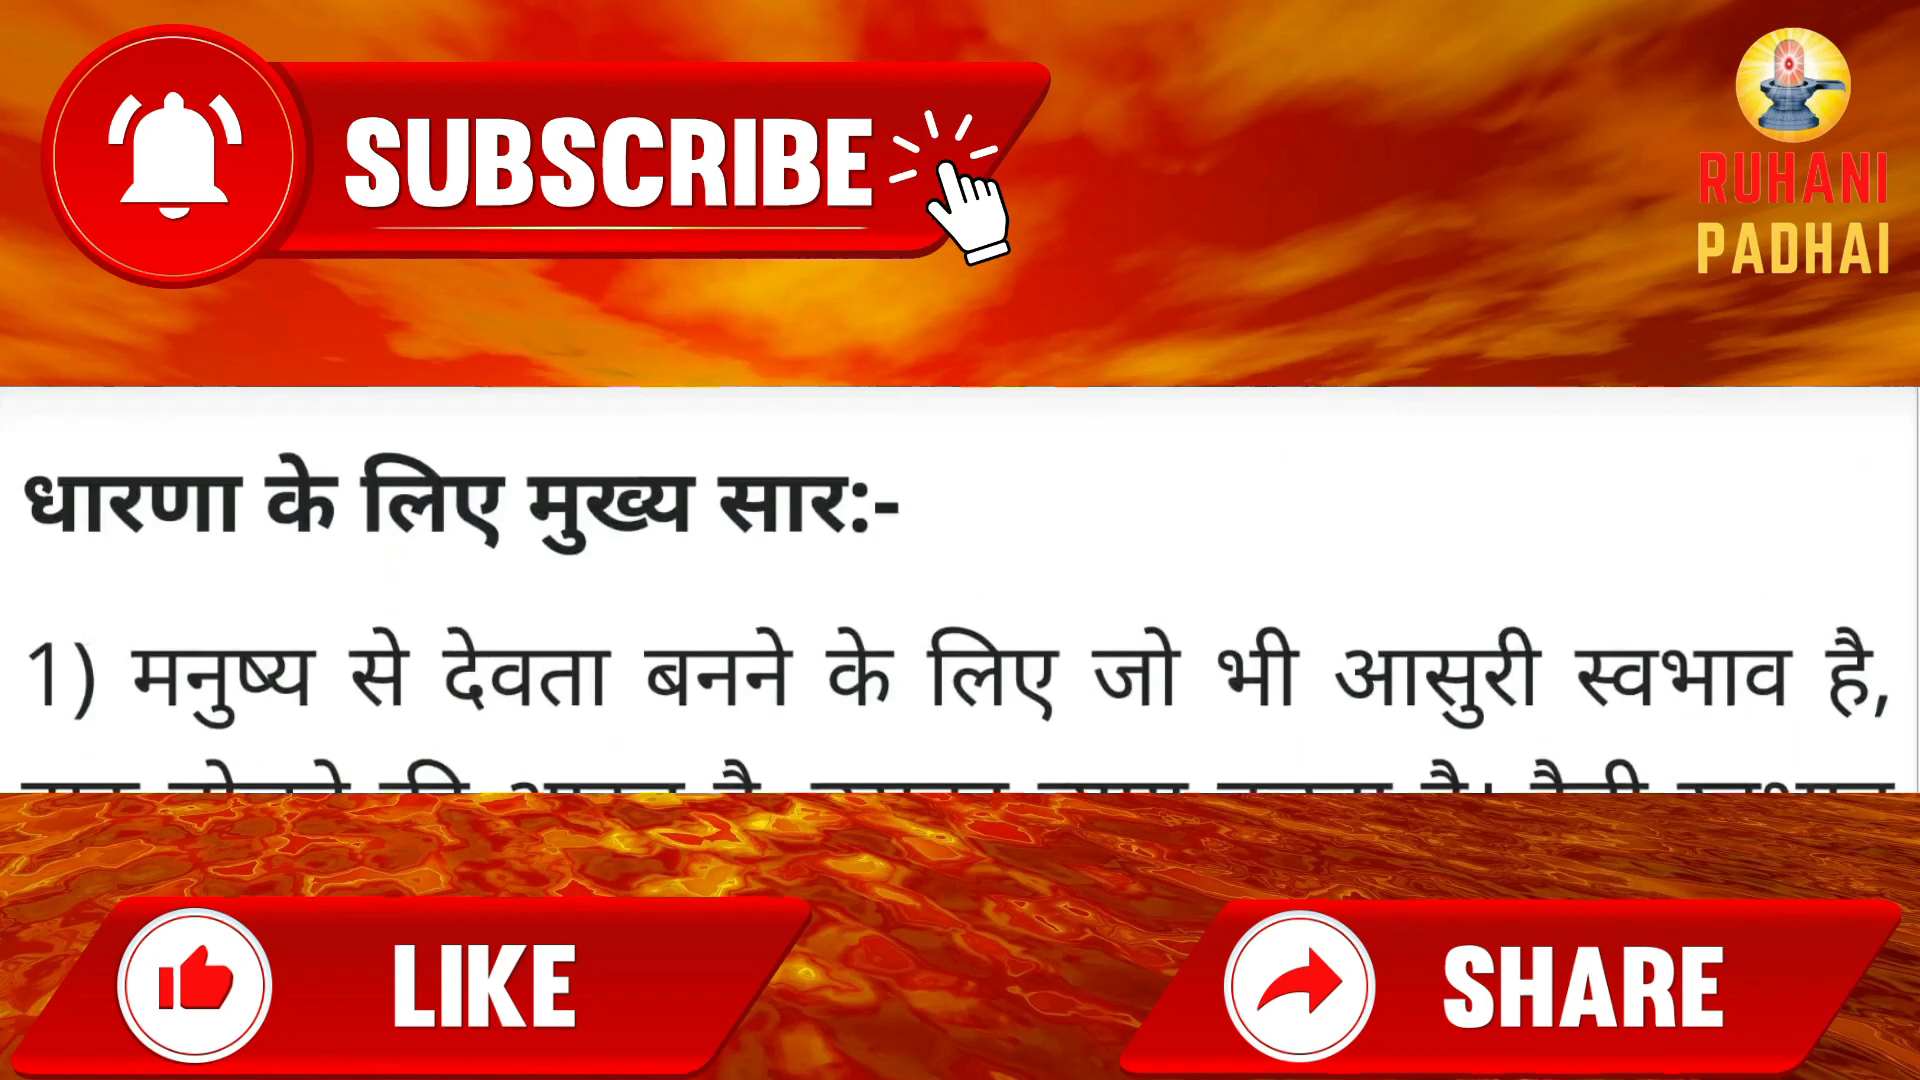 SUBSCRIBE
RUHANI
PADHAI
धारणा के लिए मुख्य सार:-
1) मनुष्य से देवता बनने के लिए जो भी आसुरी स्वभाव है,
LIKE
SHARE